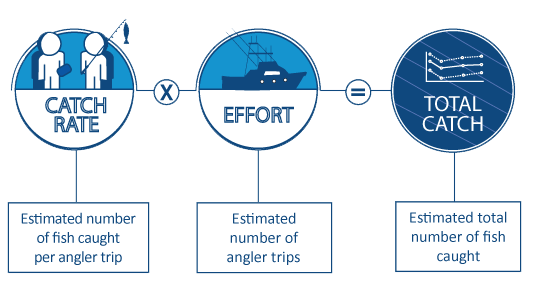 CATCH
RATE
X
EFFORT
=
TOTAL
CATCH
Estimated number
of fish caught
per angler trip
Estimated
number of
angler trips
Estimated total
number of fish
caught